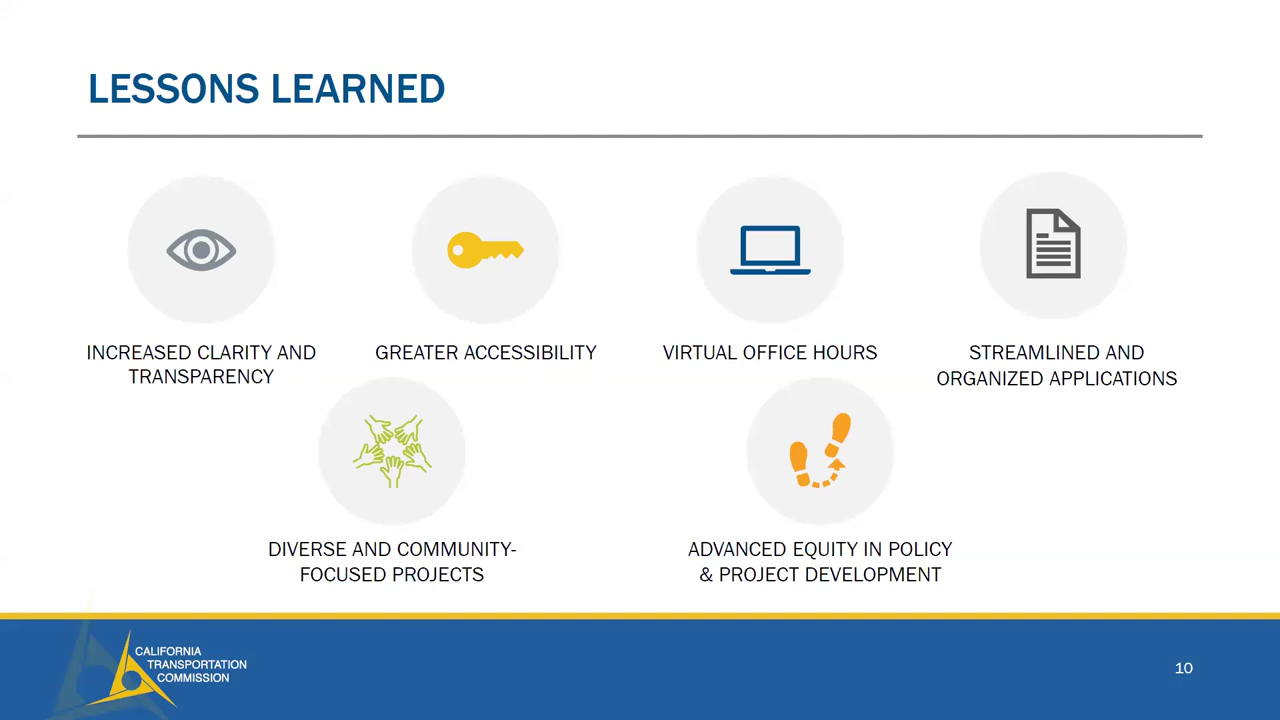 LESSONS LEARNED
INCREASED CLARITY AND
TRANSPARENCY
GREATER ACCESSIBILITY
VIRTUAL OFFICE HOURS
STREAMLINED AND
ORGANIZED APPLICATIONS
DIVERSE AND COMMUNITY-
FOCUSED PROJECTS
ADVANCED EQUITY IN POLICY
& PROJECT DEVELOPMENT
CALIFORNIA
TRANSPORTATION
COMMISSION
10